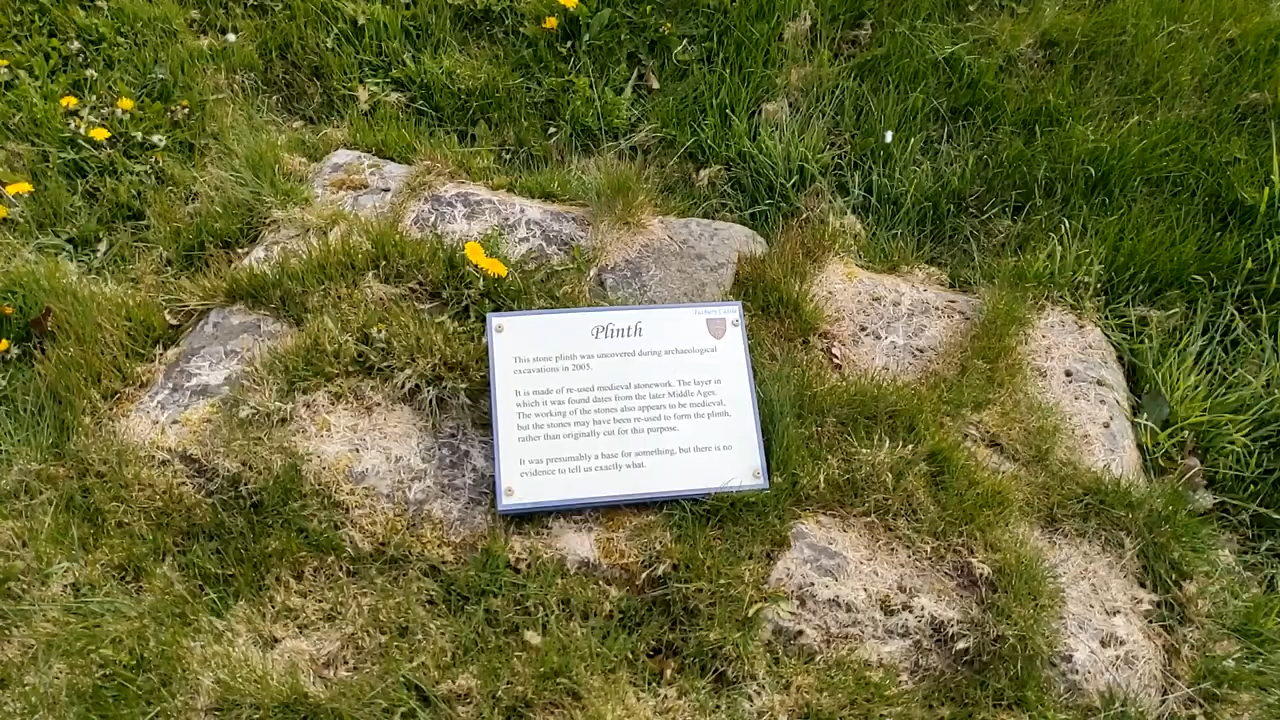 Tutbury Castle
Plinth
This stone plinth was uncovered during archaeological
excavations in 2005.
It is made of re-used medieval stonework. The layer in
which it was found dates from the later Middle Ages.
The working of the stones also appears to be medieval,
but the stones may have been re-used to form the plinth,
rather than originally cut for this purpose.
It was presumably a base for something, but there is no
evidence to tell us exactly what.